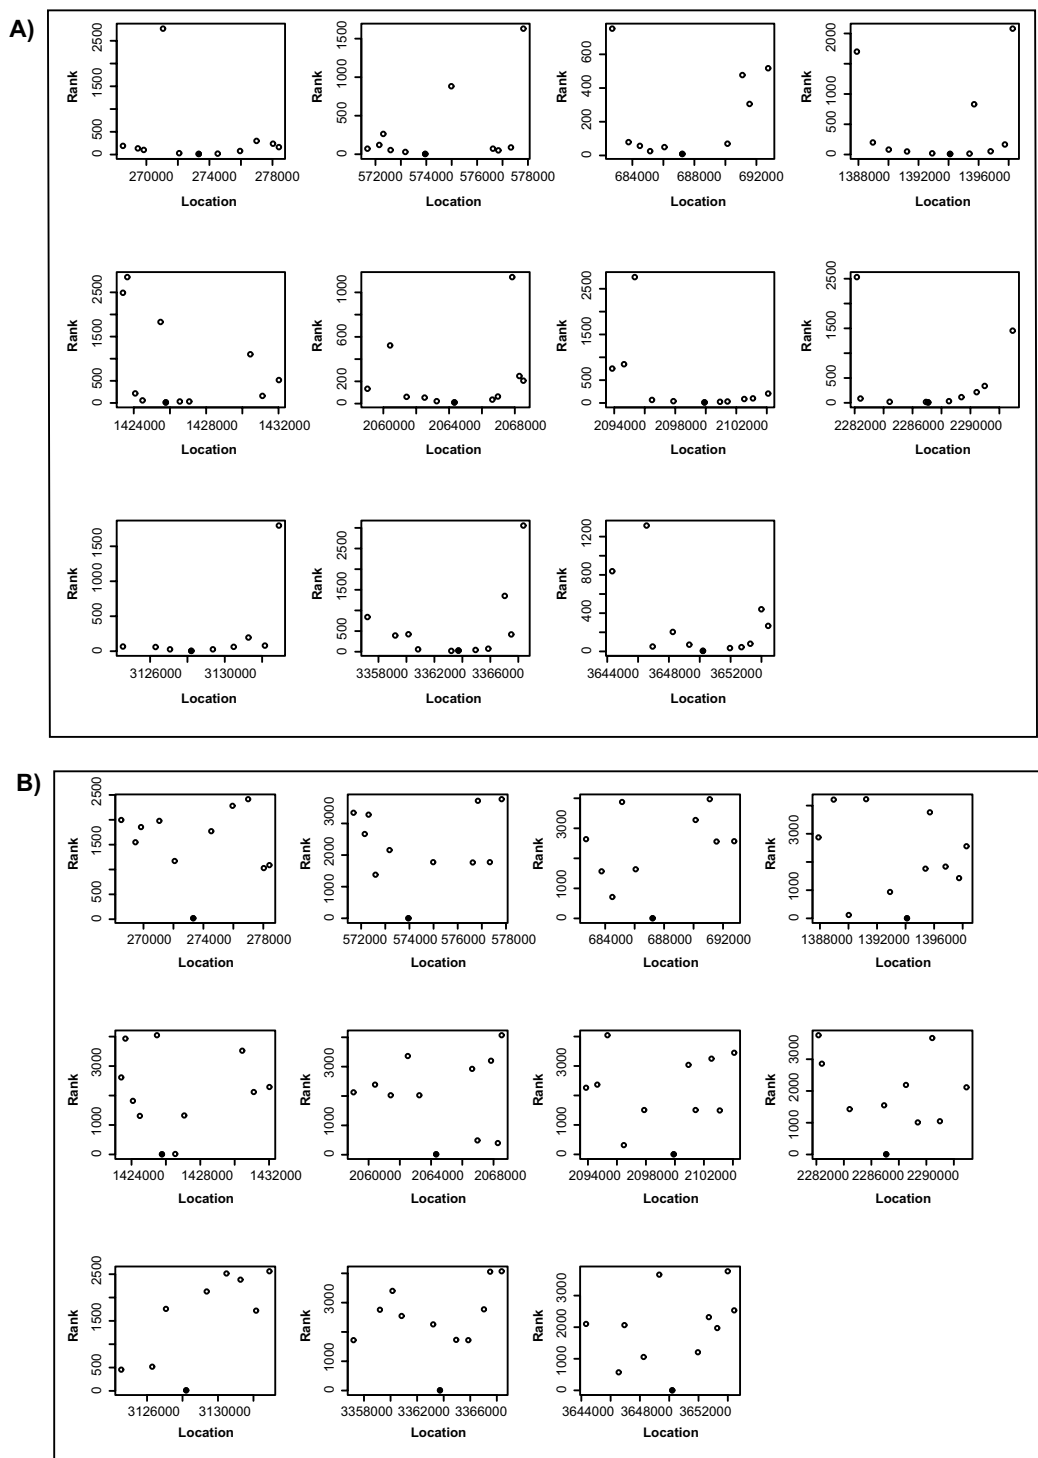 A)
Rank 0 500 1500 2500 270000 274000 278000 Location
Rank 0 500 1000 1500 572000 574000 576000 578000 Location
Rank 0 200 400 600 684000 688000 692000 Location
Rank 0 500 1000 2000 1388000 1392000 1396000 Location
Rank 0 500 1500 2500 1424000 1428000 1432000 Location
Rank 0 200 600 1000 2060000 2064000 2068000 Location
Rank 0 500 1500 2500 2094000 2098000 2102000 Location
Rank 0 500 1500 2500 2282000 2286000 2290000 Location
Rank 0 500 1000 1500 3126000 3130000 Location
Rank 0 500 1500 2500 3358000 3362000 3366000 Location
Rank 0 400 800 1200 3644000 3648000 3652000 Location
B)
Rank 0 500 1500 2500 270000 274000 278000 Location
Rank 0 1000 2000 3000 572000 574000 576000 578000 Location
Rank 0 1000 3000 684000 688000 692000 Location
Rank 0 1000 3000 1388000 1392000 1396000 Location
Rank 0 1000 3000 1424000 1428000 1432000 Location
Rank 0 1000 3000 2060000 2064000 2068000 Location
Rank 0 1000 3000 2094000 2098000 2102000 Location
Rank 0 1000 2000 3000 2282000 2286000 2290000 Location
Rank 0 500 1500 2500 3126000 3130000 Location
Rank 0 1000 3000 3358000 3362000 3366000 Location
Rank 0 1000 2000 3000 3644000 3648000 3652000 Location